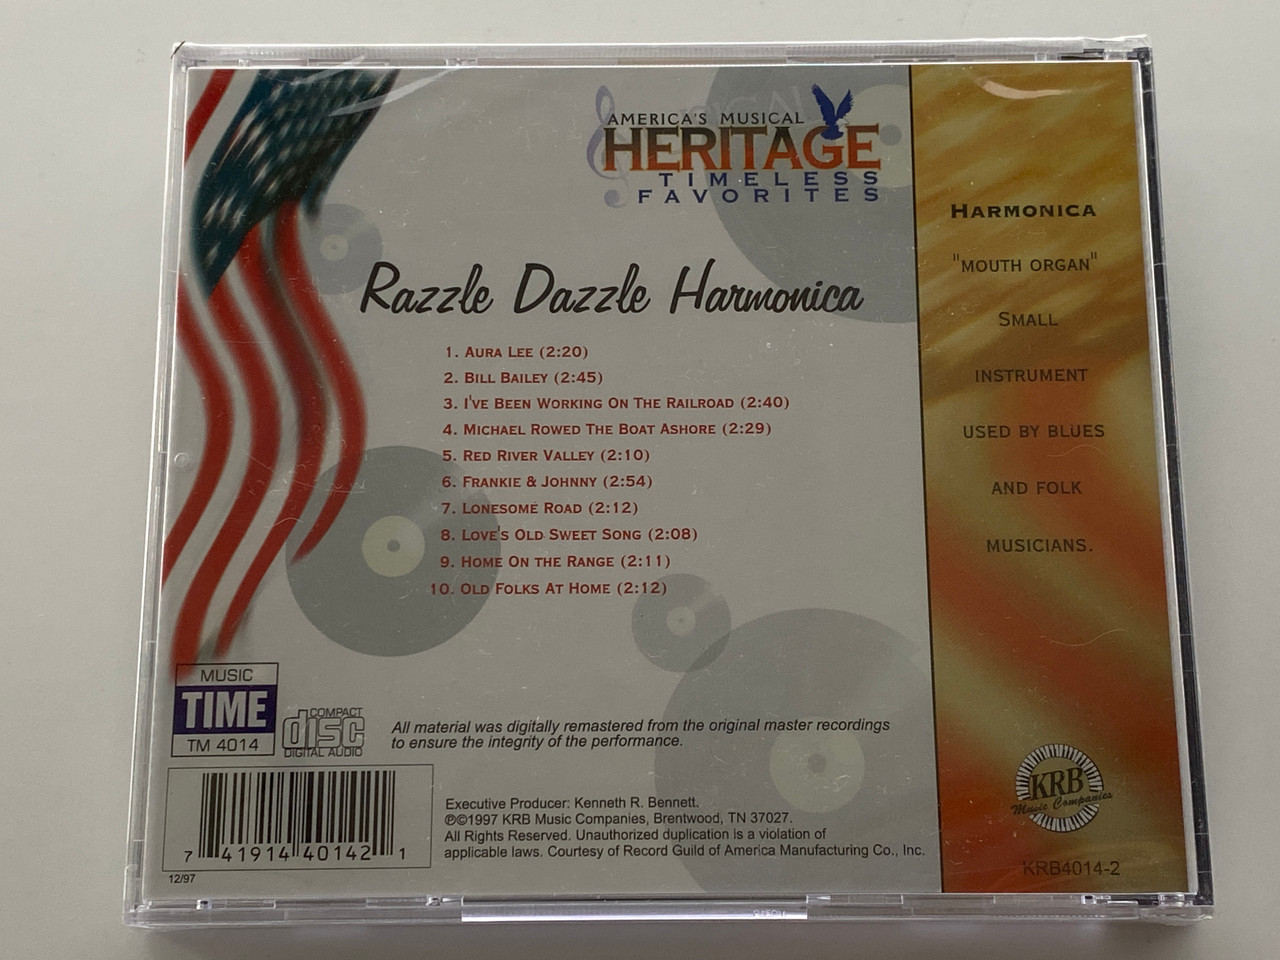 AMERICA'S MUSICAL
HERITAGE
TIMELESS
FAVORITES
Razzle Dazzle Harmonica
1. AURA LEE (2:20)
2. BILL BAILEY (2:45)
3. I'VE BEEN WORKING ON THE RAILROAD (2:40)
4. MICHAEL ROWED THE BOAT ASHORE (2:29)
5. RED RIVER VALLEY (2:10)
6. FRANKIE & JOHNNY (2:54)
7. LONESOME ROAD (2:12)
8. LOVE'S OLD SWEET SONG (2:08)
9. HOME ON THE RANGE (2:11)
10. OLD FOLKS AT HOME (2:12)
HARMONICA
"MOUTH ORGAN"
SMALL
INSTRUMENT
USED BY BLUES
AND FOLK
MUSICIANS.
MUSIC
TIME
TM 4014
COMPACT
disc
DIGITAL AUDIO
All material was digitally remastered from the original master recordings
to ensure the integrity of the performance.
7 41914 40142 1
12/97
Executive Producer: Kenneth R. Bennett.
℗©1997 KRB Music Companies, Brentwood, TN 37027.
All Rights Reserved. Unauthorized duplication is a violation of
applicable laws. Courtesy of Record Guild of America Manufacturing Co., Inc.
KRB
Music Companies
KRB4014-2